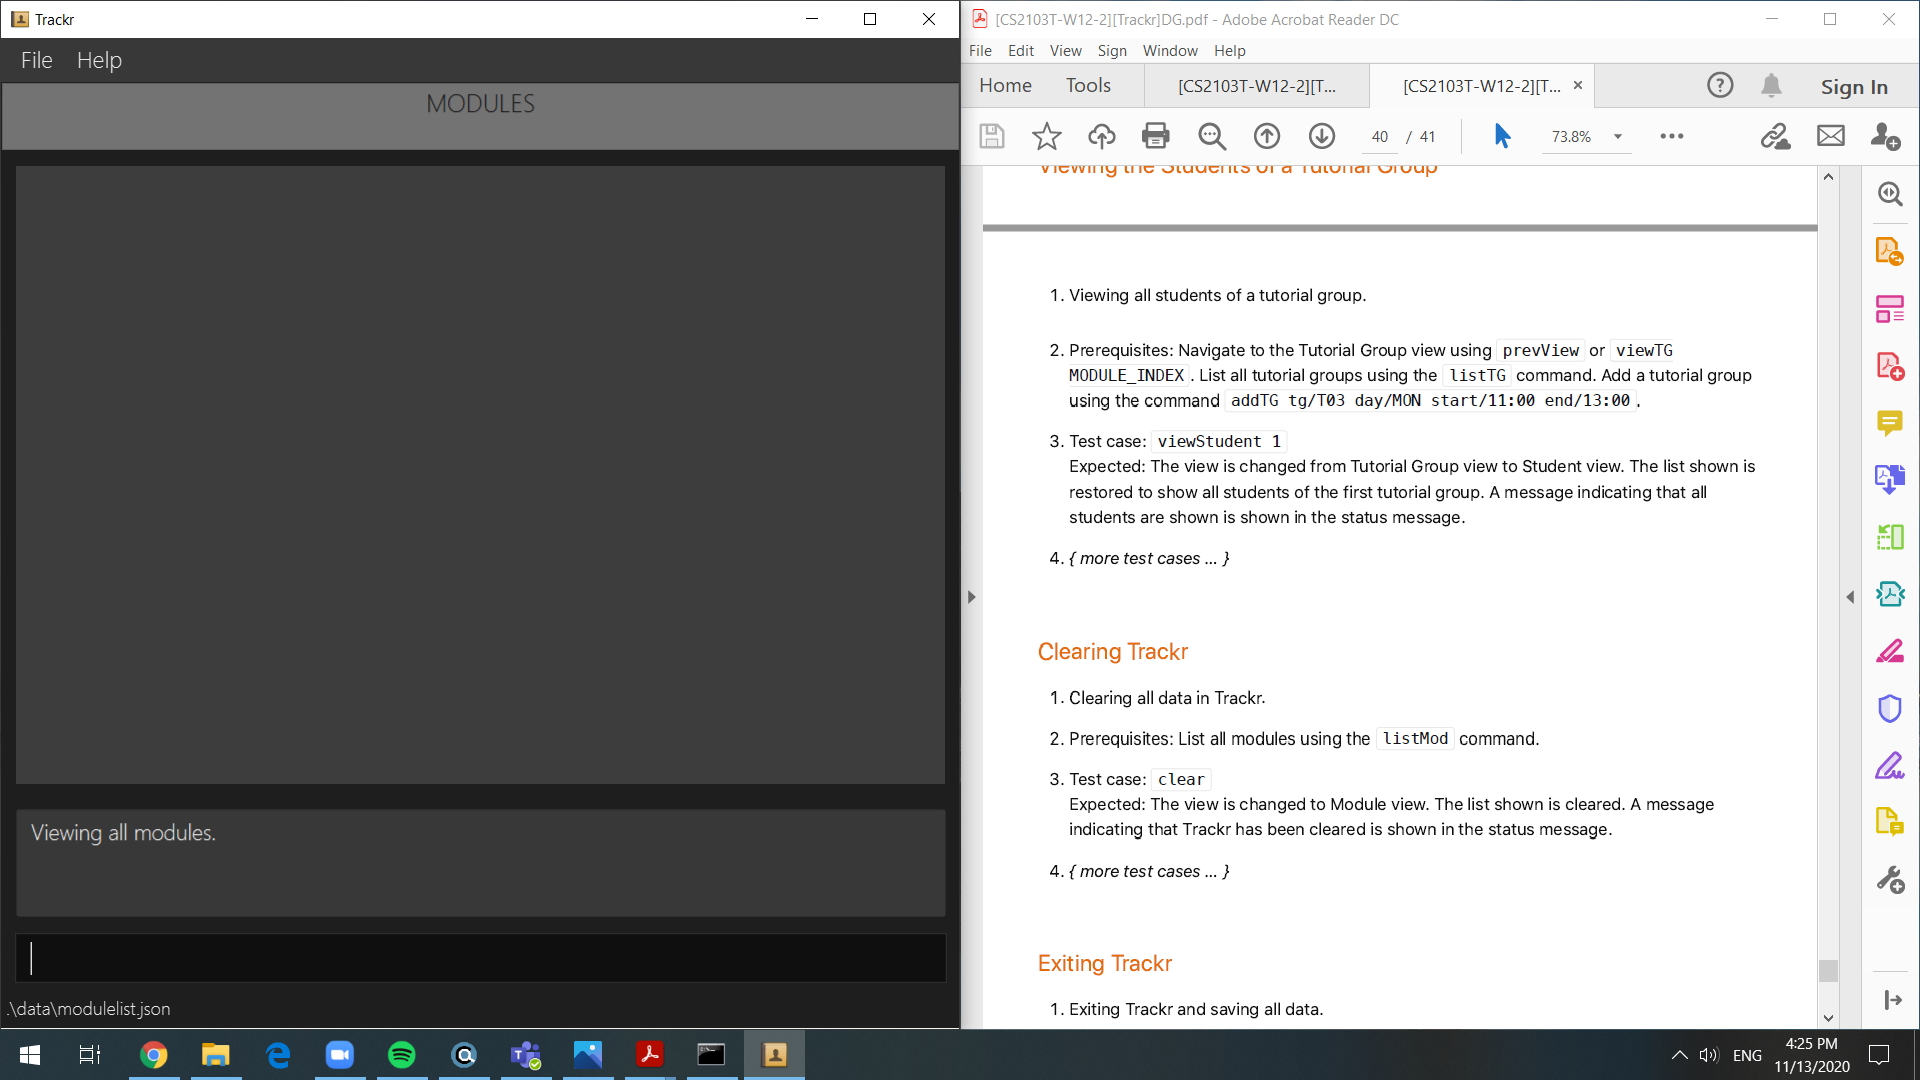 Trackr
File Help
MODULES
Viewing all modules.
.\data\modulelist.json
[CS2103T-W12-2][Trackr]DG.pdf - Adobe Acrobat Reader DC
File Edit View Sign Window Help
Home Tools [CS2103T-W12-2][T... [CS2103T-W12-2][T... Sign In
40 / 41 73.8%
Viewing the Students of a Tutorial Group
1. Viewing all students of a tutorial group.
2. Prerequisites: Navigate to the Tutorial Group view using prevView or viewTG
MODULE_INDEX . List all tutorial groups using the listTG command. Add a tutorial group
using the command addTG tg/T03 day/MON start/11:00 end/13:00 .
3. Test case: viewStudent 1
Expected: The view is changed from Tutorial Group view to Student view. The list shown is
restored to show all students of the first tutorial group. A message indicating that all
students are shown is shown in the status message.
4. { more test cases ... }
Clearing Trackr
1. Clearing all data in Trackr.
2. Prerequisites: List all modules using the listMod command.
3. Test case: clear
Expected: The view is changed to Module view. The list shown is cleared. A message
indicating that Trackr has been cleared is shown in the status message.
4. { more test cases ... }
Exiting Trackr
1. Exiting Trackr and saving all data.
ENG
4:25 PM
11/13/2020